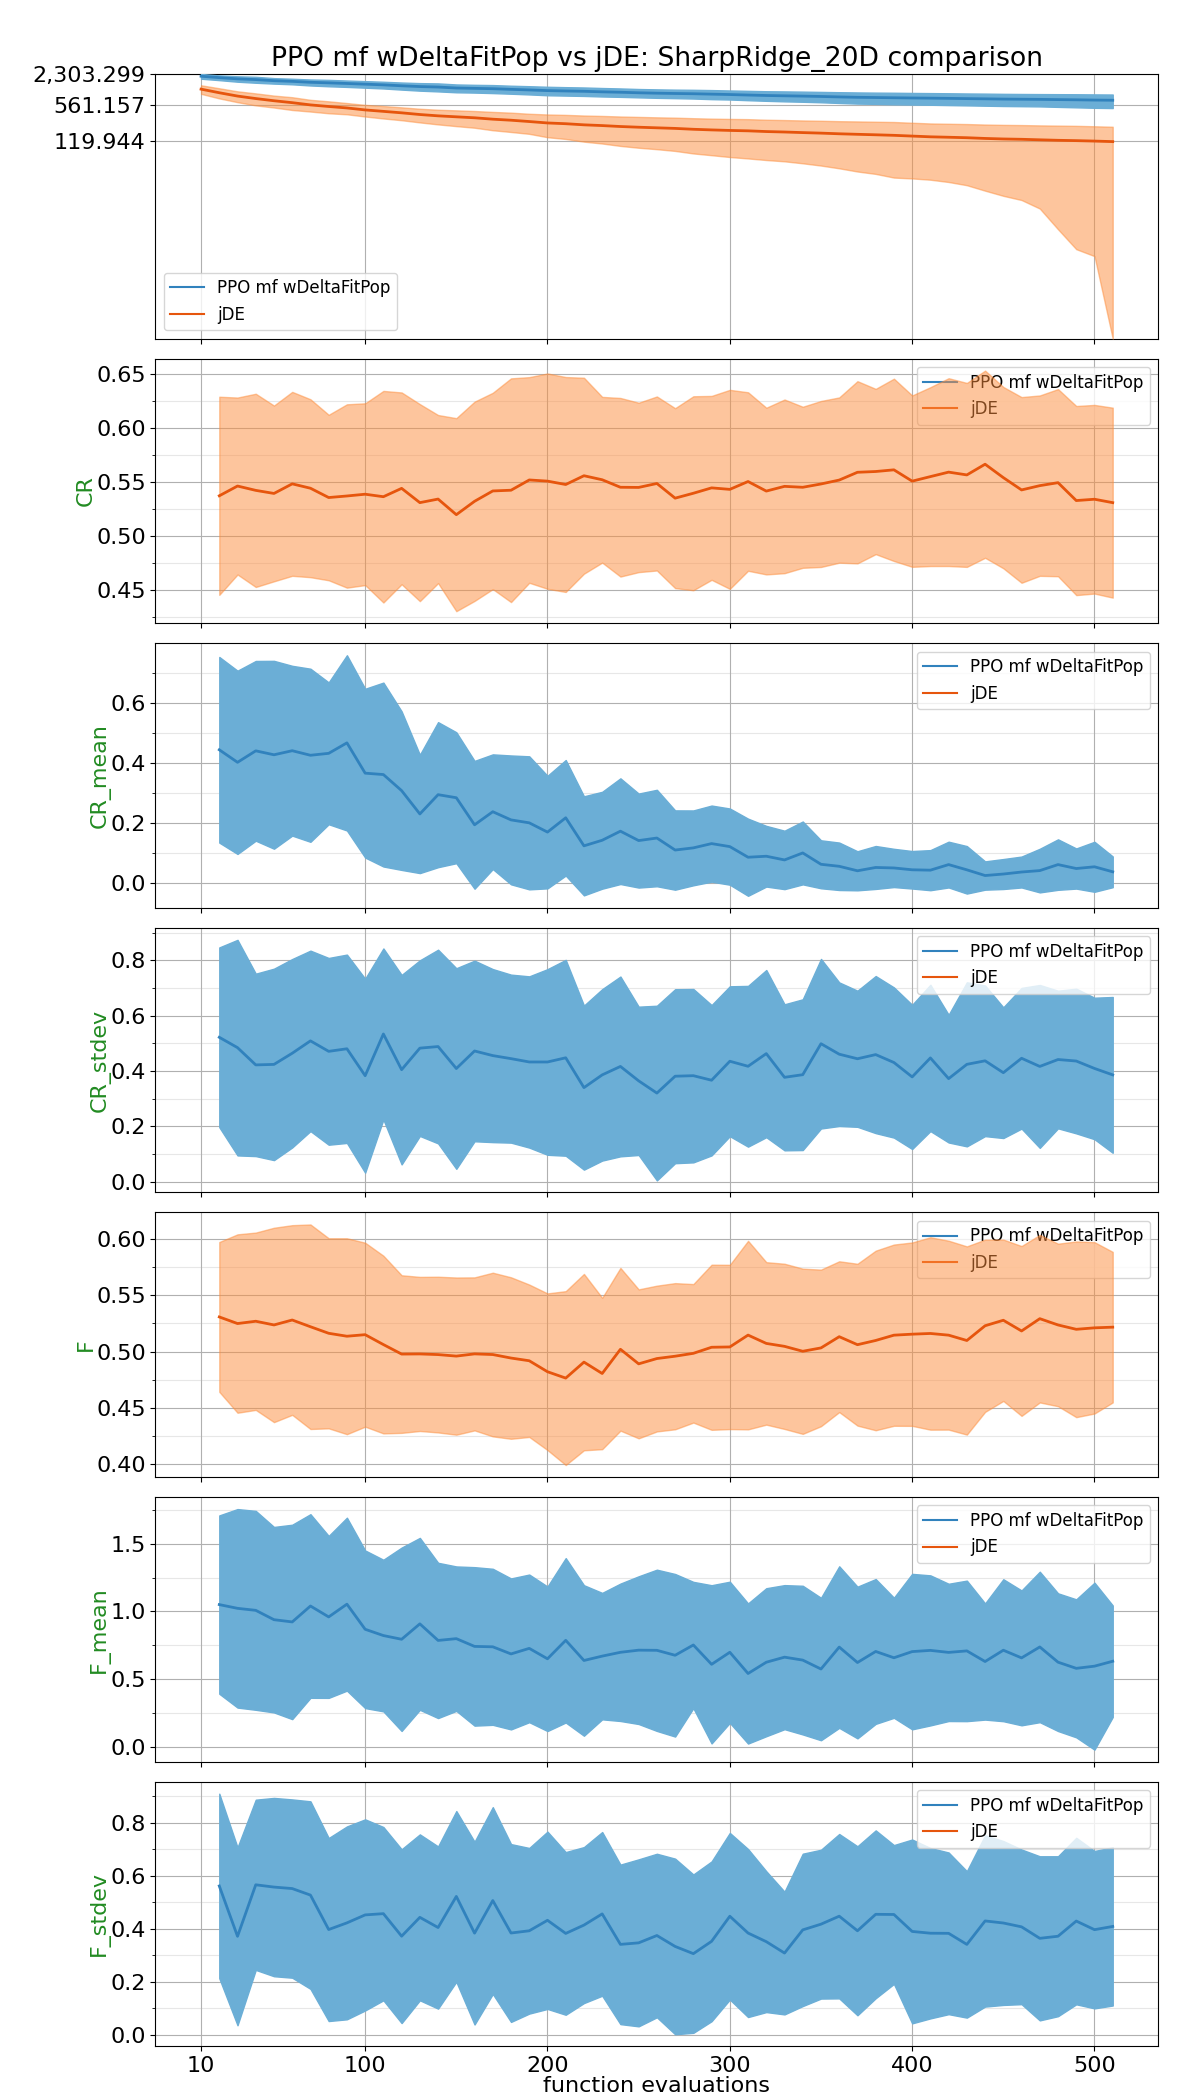 PPO mf wDeltaFitPop vs jDE: SharpRidge_20D comparison
2,303.299
561.157
119.944
PPO mf wDeltaFitPop
jDE
CR
0.65
0.60
0.55
0.50
0.45
PPO mf wDeltaFitPop
jDE
CR_mean
0.6
0.4
0.2
0.0
PPO mf wDeltaFitPop
jDE
CR_stdev
0.8
0.6
0.4
0.2
0.0
PPO mf wDeltaFitPop
jDE
F
0.60
0.55
0.50
0.45
0.40
PPO mf wDeltaFitPop
jDE
F_mean
1.5
1.0
0.5
0.0
PPO mf wDeltaFitPop
jDE
F_stdev
0.8
0.6
0.4
0.2
0.0
PPO mf wDeltaFitPop
jDE
10 100 200 300 400 500
function evaluations